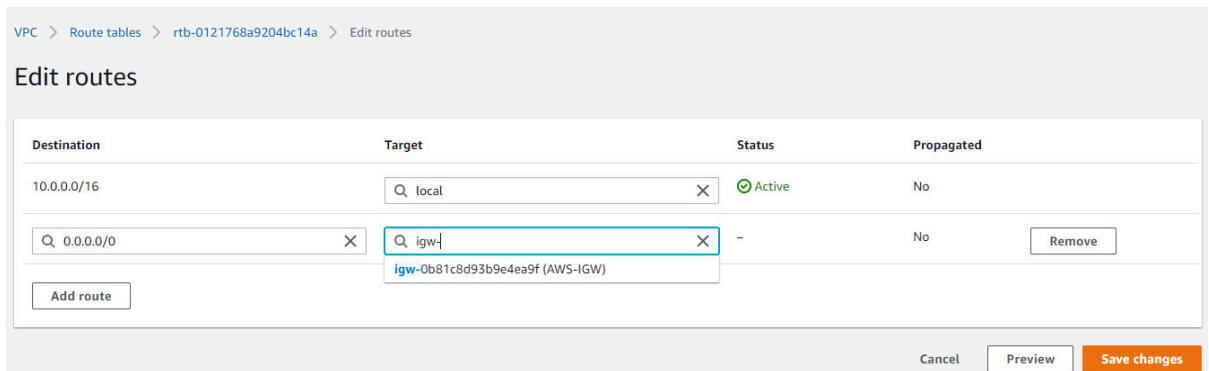 VPC > Route tables > rtb-0121768a9204bc14a > Edit routes
Edit routes
Destination Target Status Propagated
10.0.0.0/16 local Active No
0.0.0.0/0 igw- – No Remove
igw-0b81c8d93b9e4ea9f (AWS-IGW)
Add route
Cancel Preview Save changes